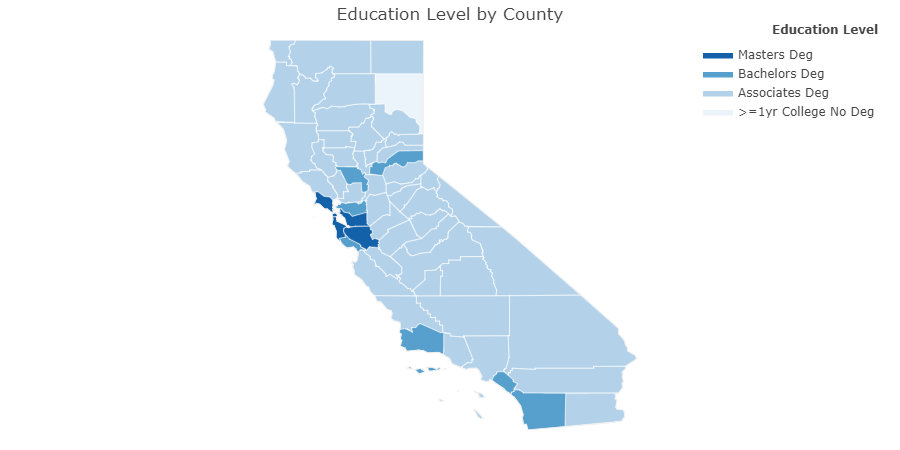 Education Level by County
Education Level
Masters Deg
Bachelors Deg
Associates Deg
>=1yr College No Deg